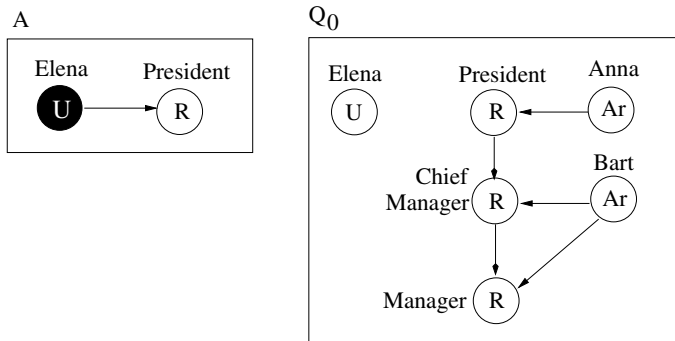 A
Elena President
U R
Q0
Elena President Anna
U R Ar
Chief Bart
Manager R Ar
Manager R